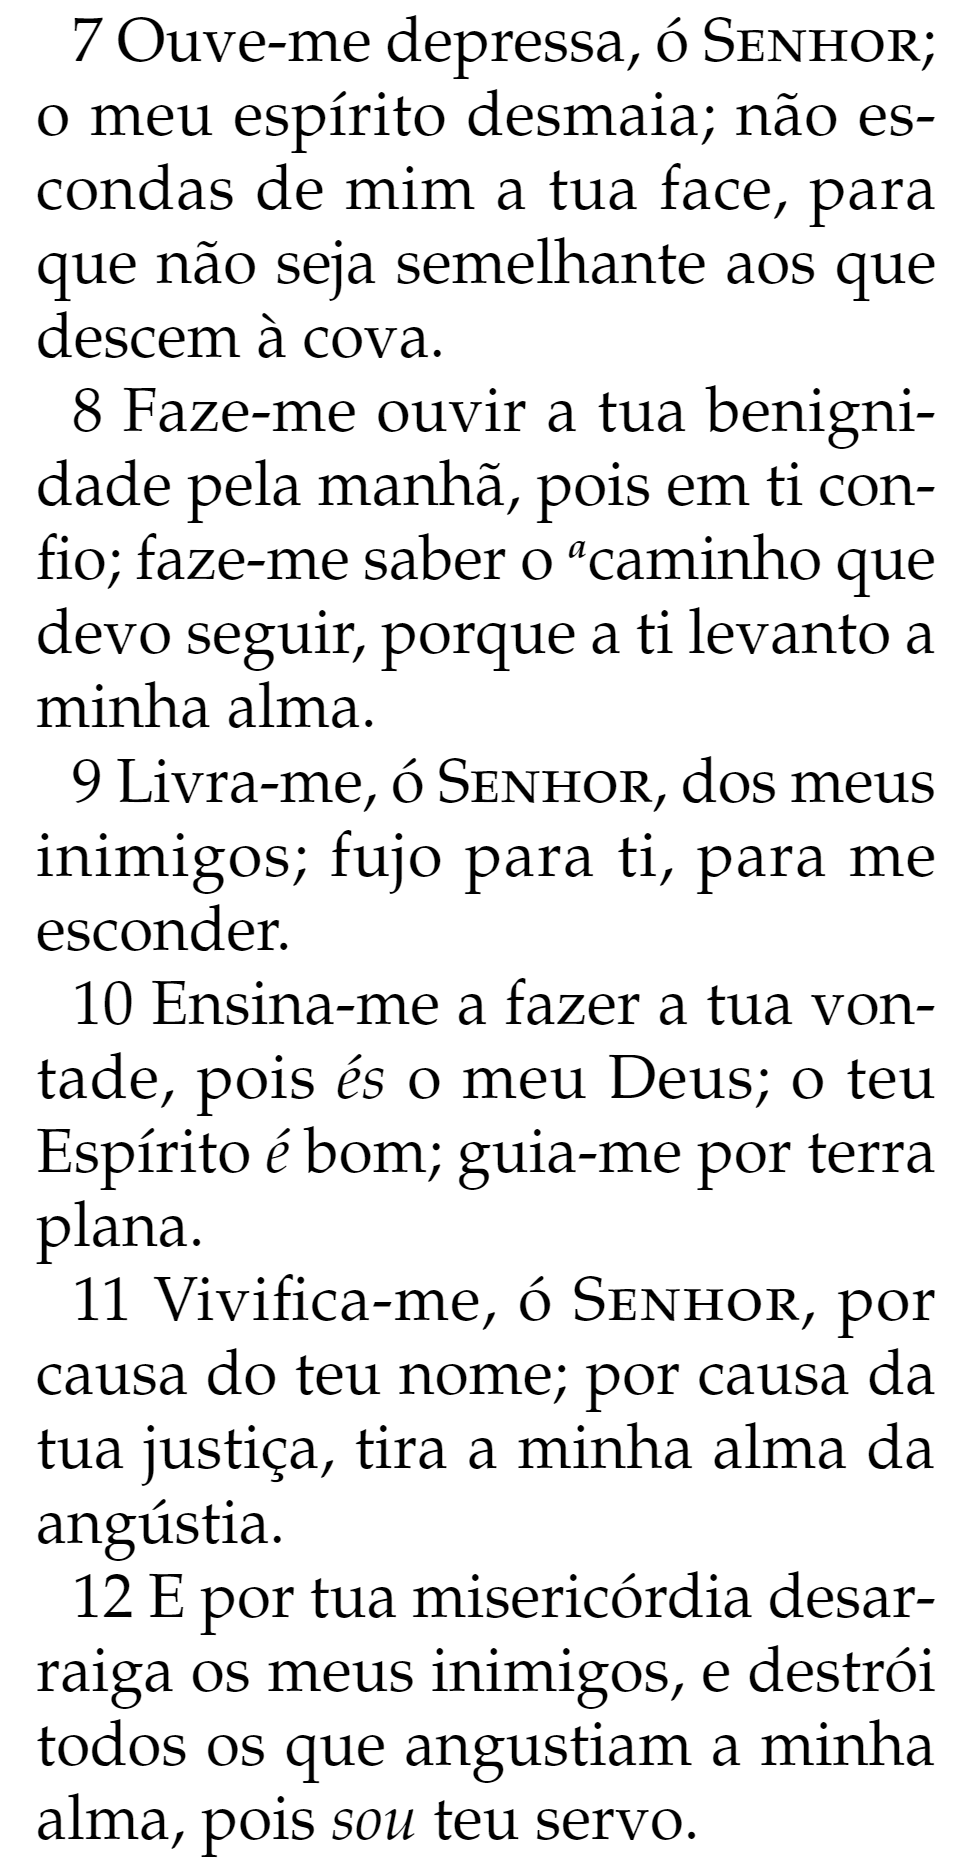 7 Ouve-me depressa, ó SENHOR;
o meu espírito desmaia; não es-
condas de mim a tua face, para
que não seja semelhante aos que
descem à cova.
8 Faze-me ouvir a tua benigni-
dade pela manhã, pois em ti con-
fio; faze-me saber o ᵃcaminho que
devo seguir, porque a ti levanto a
minha alma.
9 Livra-me, ó SENHOR, dos meus
inimigos; fujo para ti, para me
esconder.
10 Ensina-me a fazer a tua von-
tade, pois és o meu Deus; o teu
Espírito é bom; guia-me por terra
plana.
11 Vivifica-me, ó SENHOR, por
causa do teu nome; por causa da
tua justiça, tira a minha alma da
angústia.
12 E por tua misericórdia desar-
raiga os meus inimigos, e destrói
todos os que angustiam a minha
alma, pois sou teu servo.